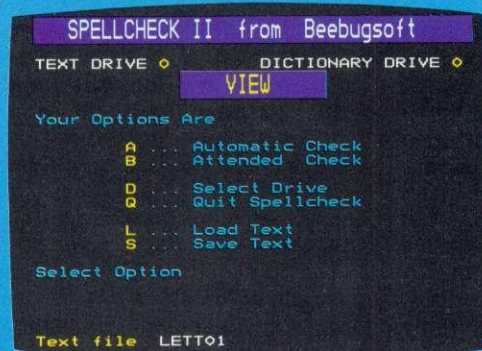 SPELLCHECK II from Beebugsoft
TEXT DRIVE 0 DICTIONARY DRIVE 0
VIEW
Your Options Are
A ... Automatic Check
B ... Attended Check
D ... Select Drive
Q ... Quit Spellcheck
L ... Load Text
S ... Save Text
Select Option
Text file LETT01